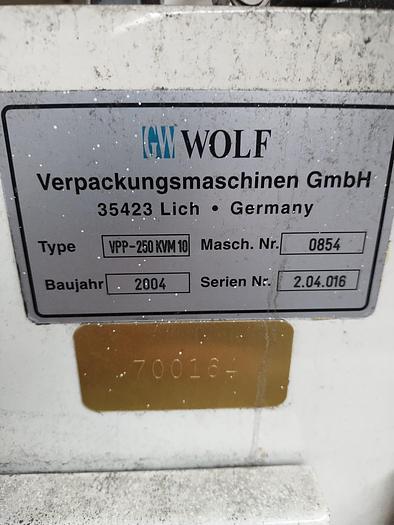 GW WOLF
Verpackungsmaschinen GmbH
35423 Lich • Germany
Type VPP-250 KVM 10 Masch. Nr. 0854
Baujahr 2004 Serien Nr. 2.04.016
70016-